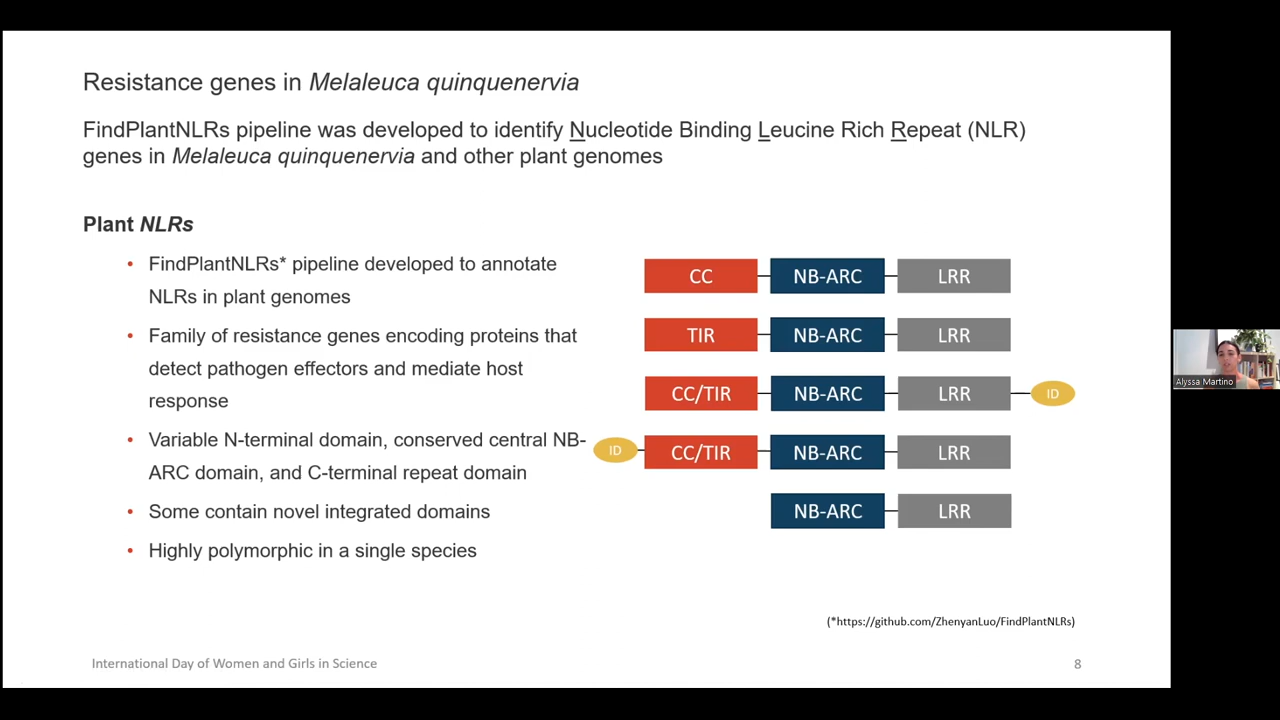 Resistance genes in Melaleuca quinquenervia
FindPlantNLRs pipeline was developed to identify Nucleotide Binding Leucine Rich Repeat (NLR)
genes in Melaleuca quinquenervia and other plant genomes
Plant NLRs
• FindPlantNLRs* pipeline developed to annotate
NLRs in plant genomes
• Family of resistance genes encoding proteins that
detect pathogen effectors and mediate host
response
• Variable N-terminal domain, conserved central NB-
ARC domain, and C-terminal repeat domain
• Some contain novel integrated domains
• Highly polymorphic in a single species
CC NB-ARC LRR
TIR NB-ARC LRR
CC/TIR NB-ARC LRR ID
ID CC/TIR NB-ARC LRR
NB-ARC LRR
(*https://github.com/ZhenyanLuo/FindPlantNLRs)
International Day of Women and Girls in Science 8
Alyssa Martino